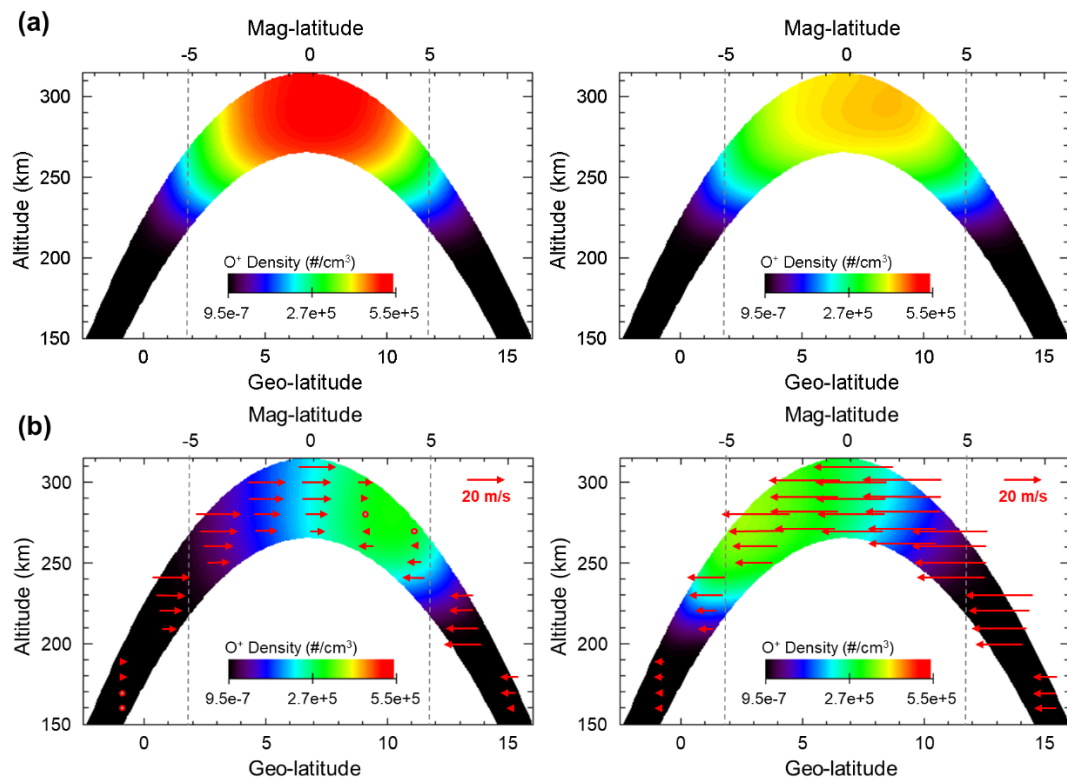 (a)
Mag-latitude
-5 0 5
Altitude (km)
300
250
200
150
O⁺ Density (#/cm³)
9.5e-7 2.7e+5 5.5e+5
0 5 10 15
Geo-latitude
Mag-latitude
-5 0 5
Altitude (km)
300
250
200
150
O⁺ Density (#/cm³)
9.5e-7 2.7e+5 5.5e+5
0 5 10 15
Geo-latitude
(b)
Mag-latitude
-5 0 5
20 m/s
Altitude (km)
300
250
200
150
O⁺ Density (#/cm³)
9.5e-7 2.7e+5 5.5e+5
0 5 10 15
Geo-latitude
Mag-latitude
-5 0 5
20 m/s
Altitude (km)
300
250
200
150
O⁺ Density (#/cm³)
9.5e-7 2.7e+5 5.5e+5
0 5 10 15
Geo-latitude